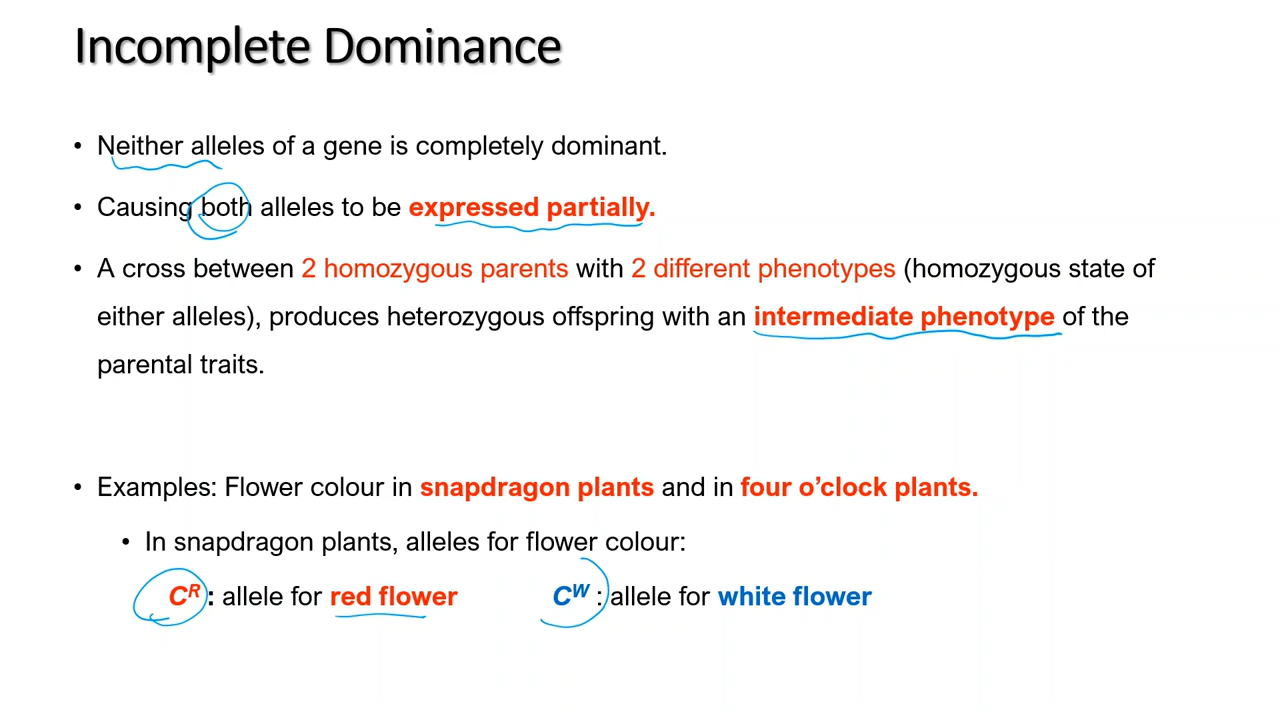 Incomplete Dominance
• Neither alleles of a gene is completely dominant.
• Causing both alleles to be expressed partially.
• A cross between 2 homozygous parents with 2 different phenotypes (homozygous state of
either alleles), produces heterozygous offspring with an intermediate phenotype of the
parental traits.
• Examples: Flower colour in snapdragon plants and in four o’clock plants.
• In snapdragon plants, alleles for flower colour:
Cᴿ: allele for red flower Cᵂ : allele for white flower